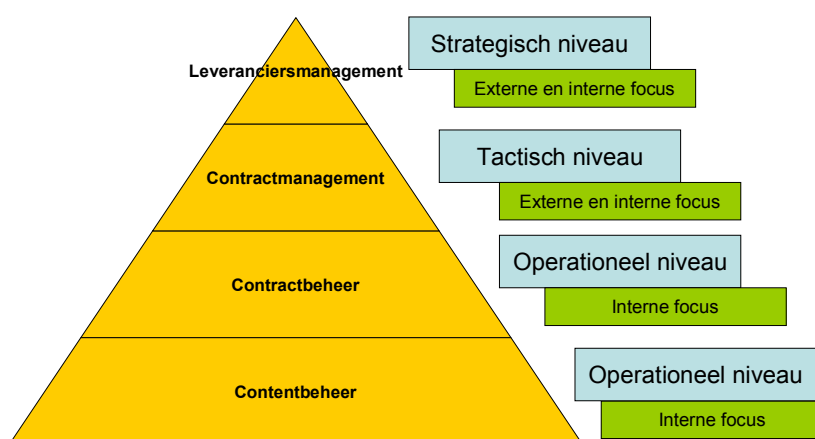 Strategisch niveau
Leveranciersmanagement
Externe en interne focus
Tactisch niveau
Contractmanagement
Externe en interne focus
Operationeel niveau
Contractbeheer
Interne focus
Operationeel niveau
Contentbeheer
Interne focus